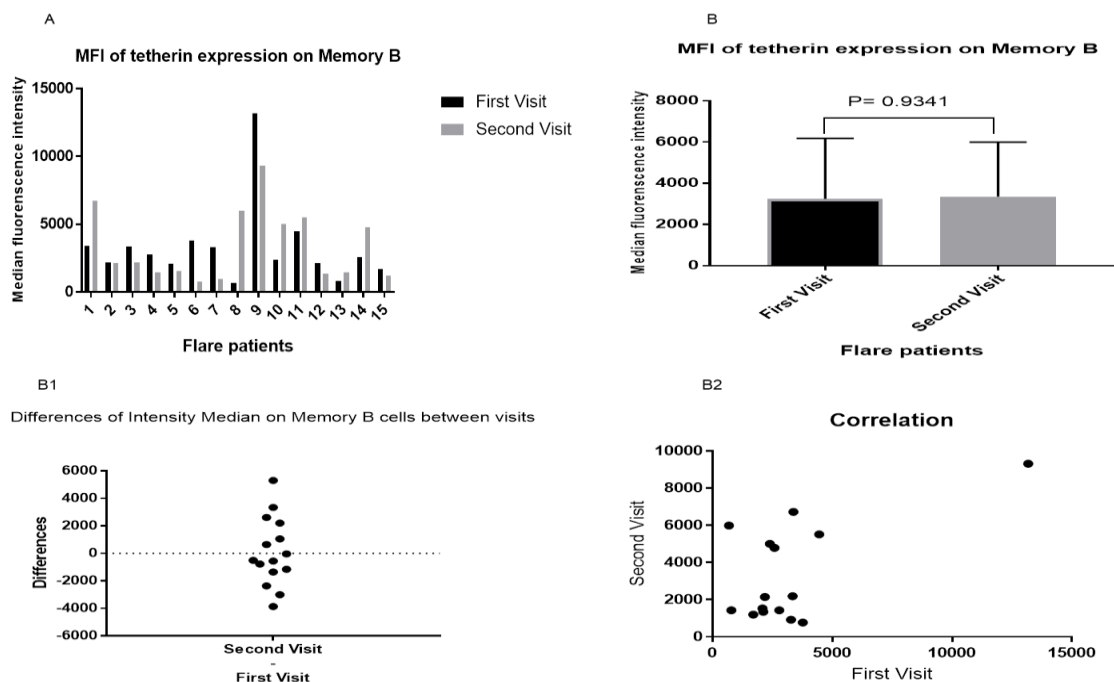 A
MFI of tetherin expression on Memory B
Median fluorenscence intensity
15000
10000
5000
0
1 2 3 4 5 6 7 8 9 10 11 12 13 14 15
Flare patients
First Visit
Second Visit
B
MFI of tetherin expression on Memory B
Median fluorenscence intensity
8000
6000
4000
2000
0
P= 0.9341
First Visit
Second Visit
Flare patients
B1
Differences of Intensity Median on Memory B cells between visits
Differences
6000
4000
2000
0
-2000
-4000
-6000
Second Visit
-
First Visit
B2
Correlation
Second Visit
10000
8000
6000
4000
2000
0
0 5000 10000 15000
First Visit